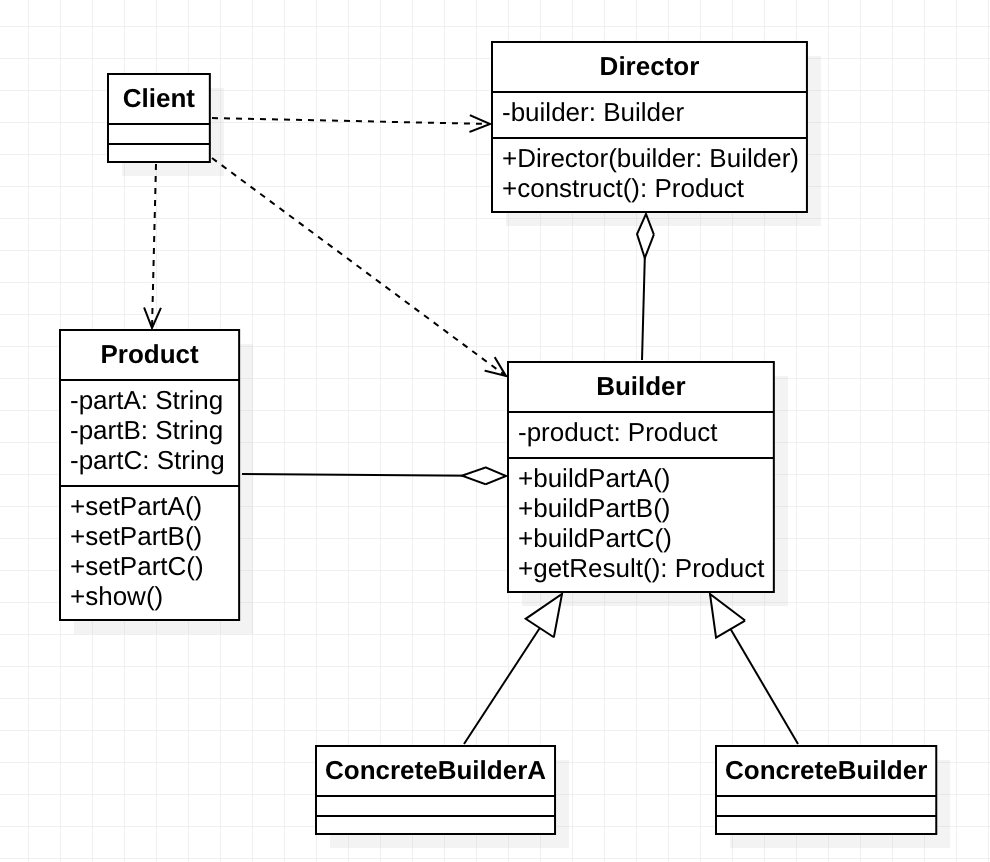 Client
Director
-builder: Builder
+Director(builder: Builder)
+construct(): Product
Product
-partA: String
-partB: String
-partC: String
+setPartA()
+setPartB()
+setPartC()
+show()
Builder
-product: Product
+buildPartA()
+buildPartB()
+buildPartC()
+getResult(): Product
ConcreteBuilderA
ConcreteBuilder